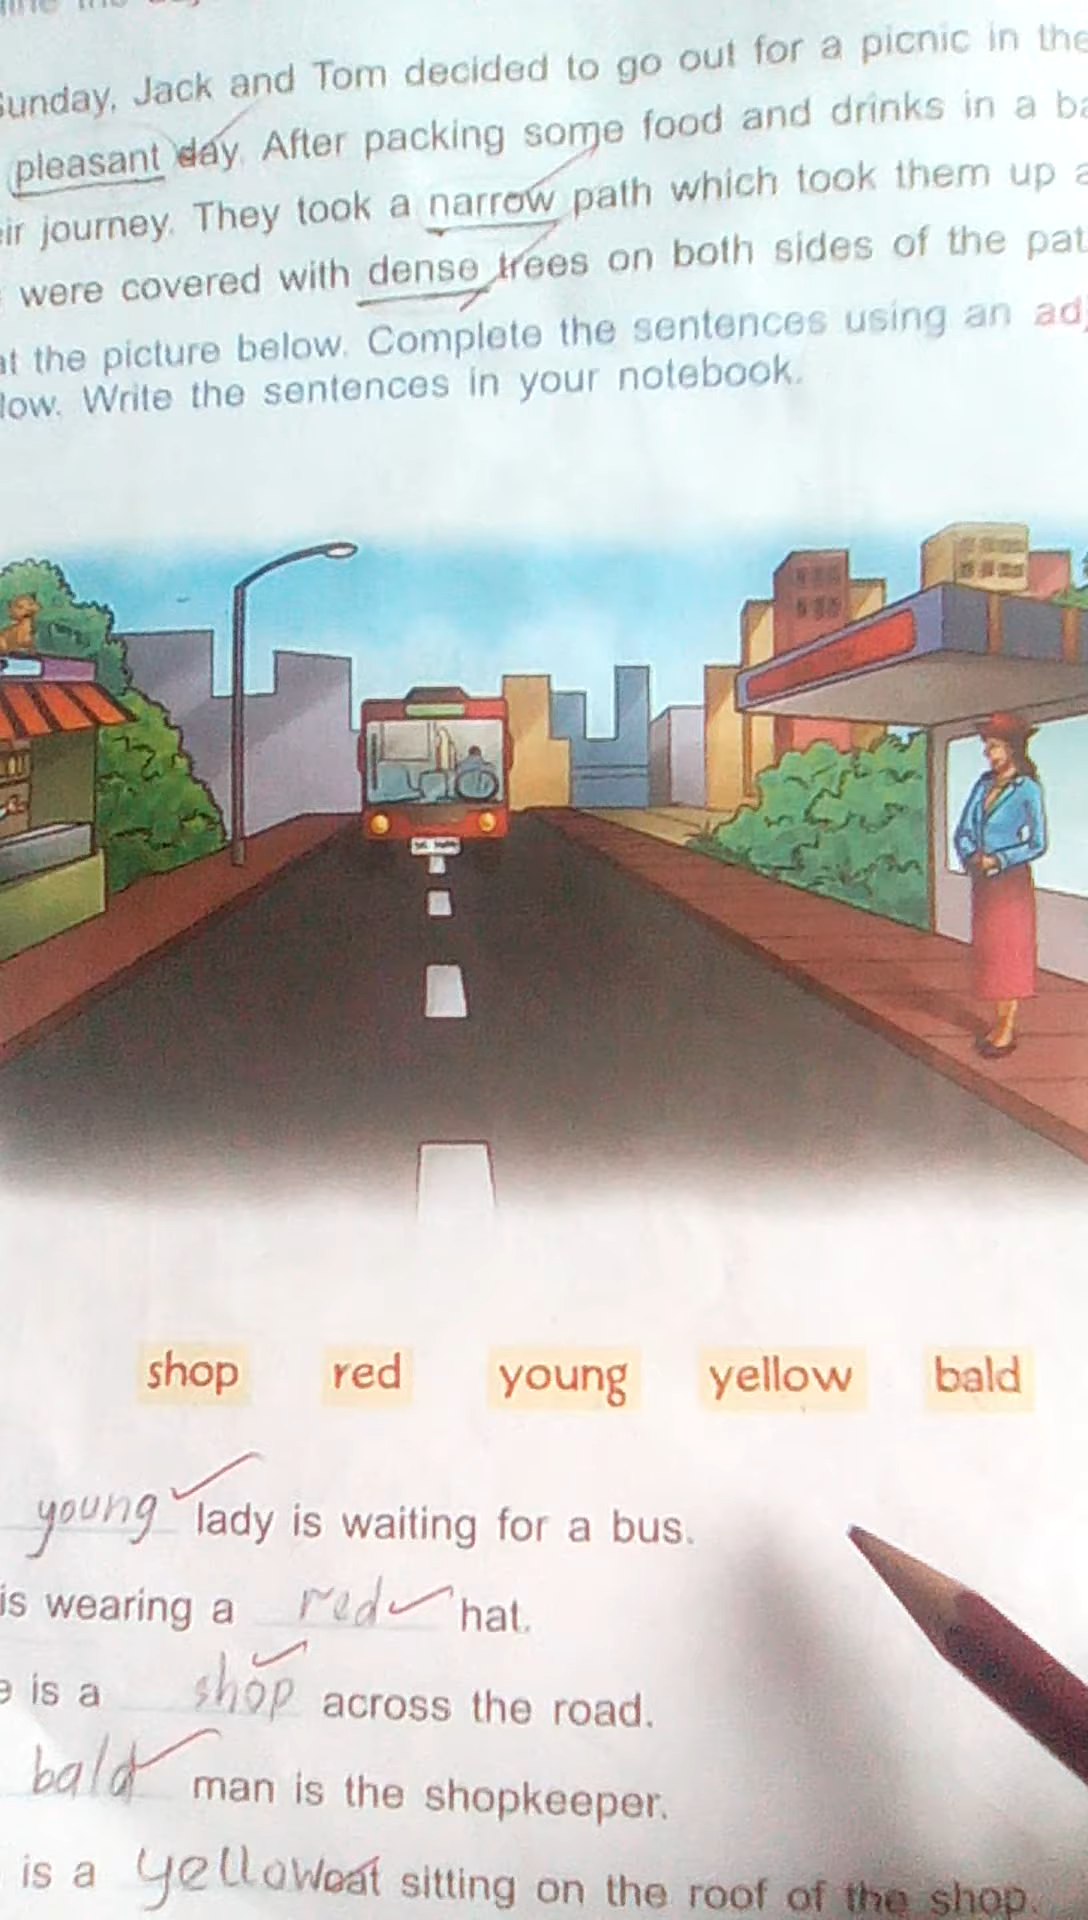 Sunday, Jack and Tom decided to go out for a picnic in the
pleasant day. After packing some food and drinks in a ba
eir journey. They took a narrow path which took them up a
were covered with dense trees on both sides of the pat
at the picture below. Complete the sentences using an ad
low. Write the sentences in your notebook.
shop red young yellow bald
young lady is waiting for a bus.
is wearing a red hat.
e is a shop across the road.
bald man is the shopkeeper.
is a yellow cat sitting on the roof of the shop.